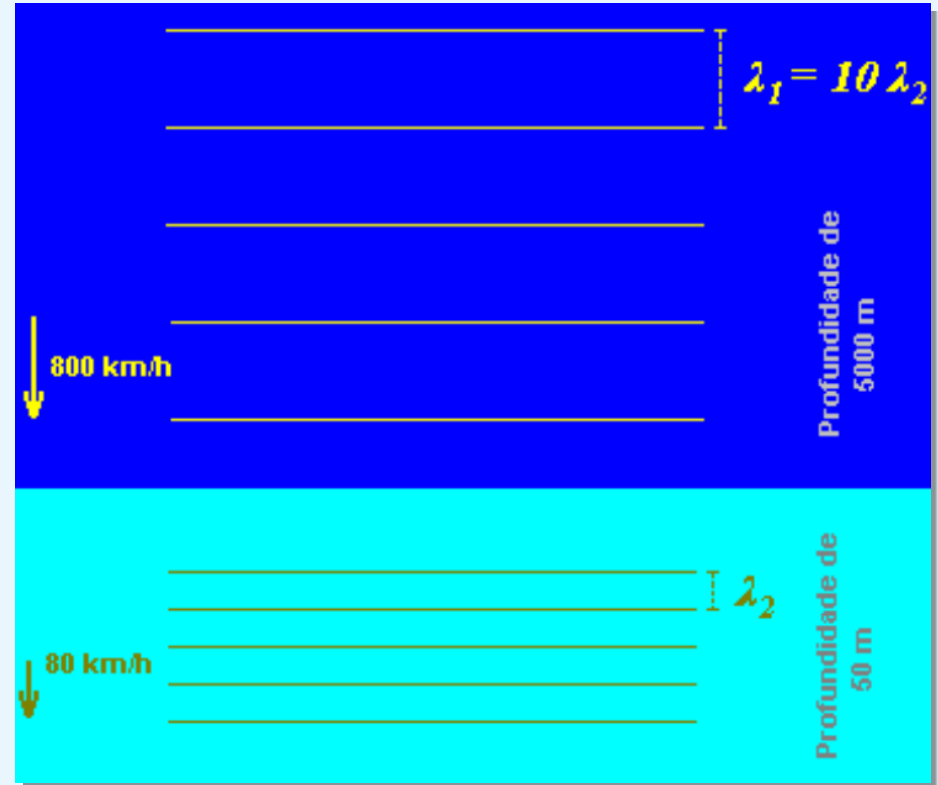 λ₁ = 10 λ₂
Profundidade de
5000 m
800 km/h
λ₂
Profundidade de
50 m
80 km/h